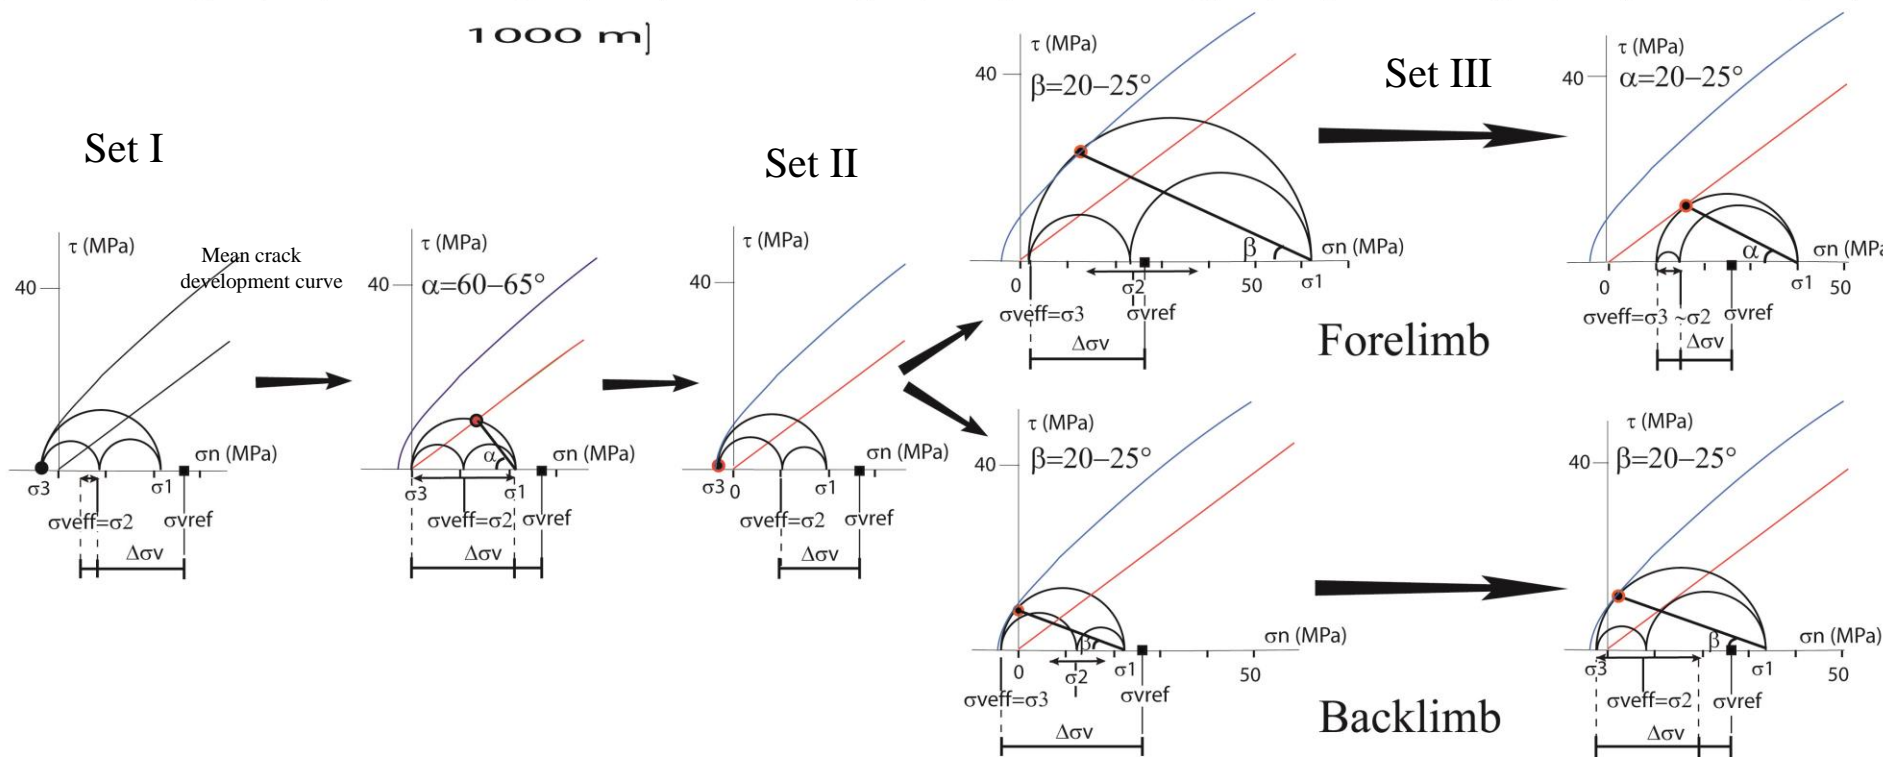 1000 m]
Set I
τ (MPa)
Mean crack
development curve
40
σn (MPa)
σ3
σ1
σveff=σ2
σvref
Δσv
τ (MPa)
40
α=60–65°
α
σ3
σ1
σveff=σ2
σvref
Δσv
Set II
τ (MPa)
40
σn (MPa)
σ3
0
σ1
σveff=σ2
σvref
Δσv
τ (MPa)
40
β=20–25°
β
σn (MPa)
0
σ2
50
σ1
σveff=σ3
σvref
Δσv
Forelimb
Set III
τ (MPa)
40
α=20–25°
α
σn (MPa
0
σ1
50
σveff=σ3
~σ2
σvref
Δσv
τ (MPa)
40
β=20–25°
β
σn (MPa)
0
σ2
σ1
50
σveff=σ3
σvref
Δσv
Backlimb
τ (MPa)
40
β=20–25°
β
σn (MPa)
σ3
σ1
50
σveff=σ2
σvref
Δσv